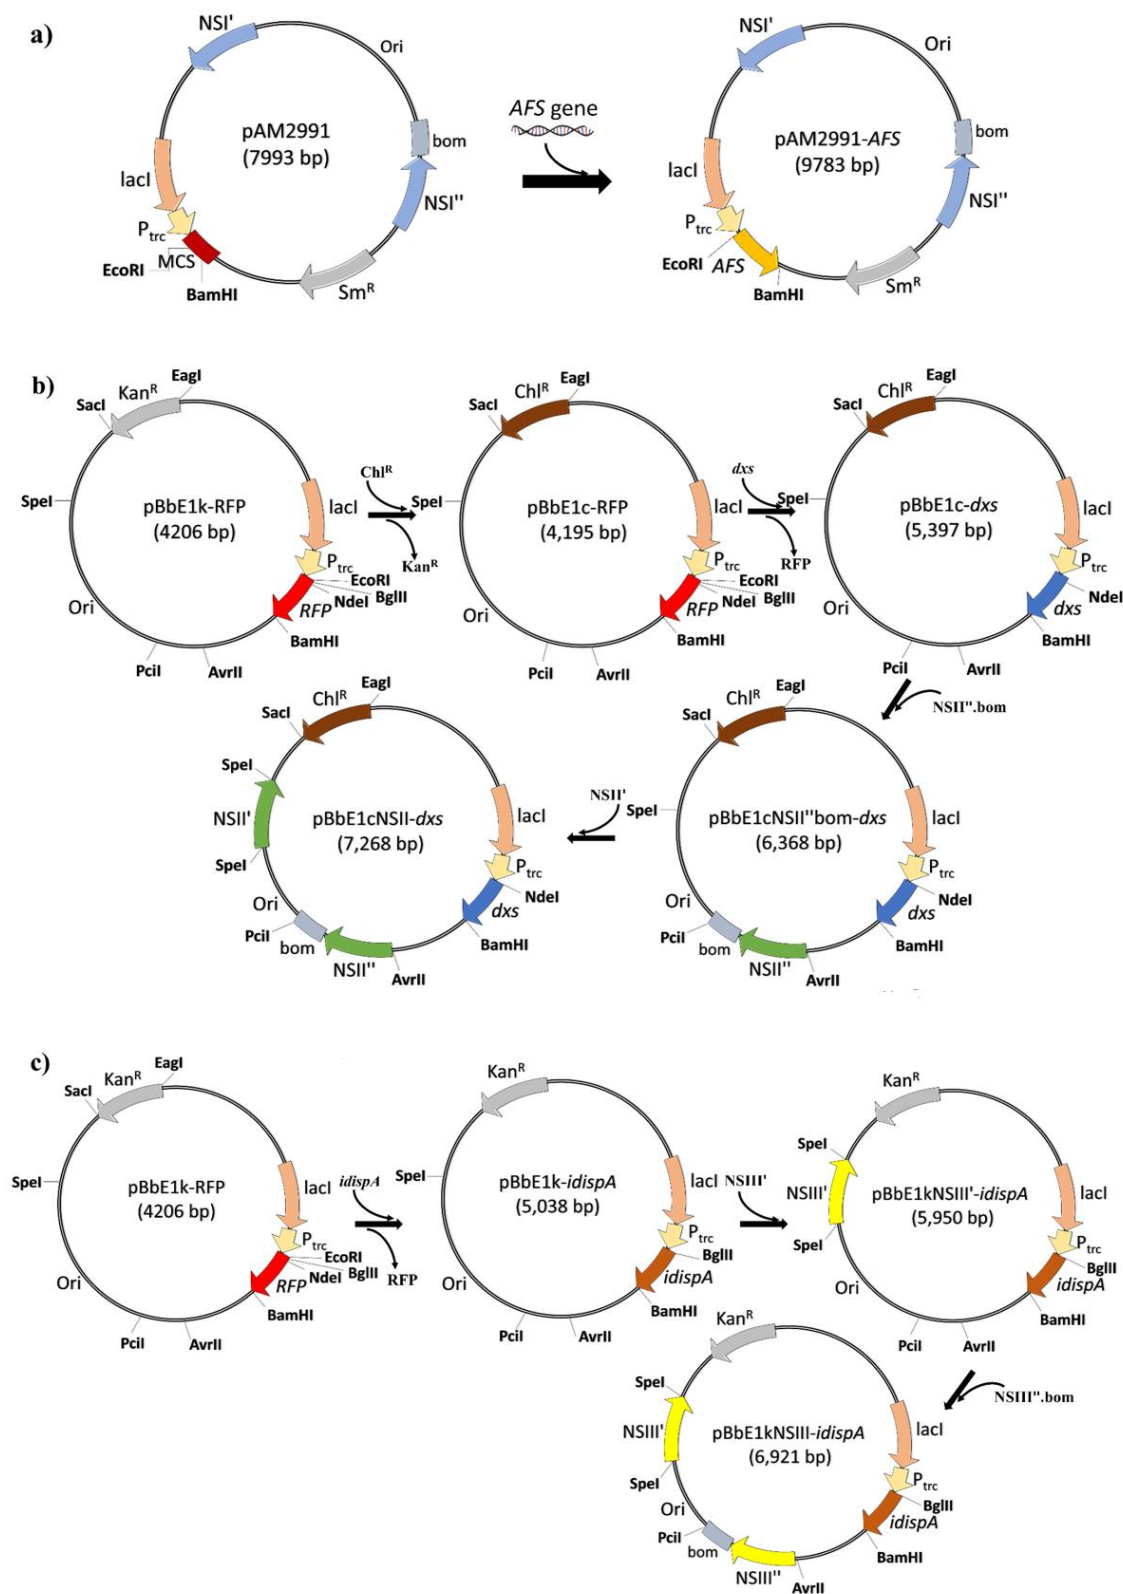 a)
NSI'
Ori
pAM2991
(7993 bp)
bom
lacI
NSI''
Ptrc
EcoRI
MCS
BamHI
SmR
AFS gene
NSI'
Ori
pAM2991-AFS
(9783 bp)
bom
lacI
NSI''
Ptrc
EcoRI
AFS
BamHI
SmR
b)
KanR
EagI
SacI
SpeI
pBbE1k-RFP
(4206 bp)
lacI
Ptrc
EcoRI
BglII
NdeI
RFP
BamHI
Ori
PciI
AvrII
ChlR
KanR
ChlR
EagI
SacI
SpeI
pBbE1c-RFP
(4,195 bp)
lacI
Ptrc
EcoRI
BglII
NdeI
RFP
BamHI
Ori
PciI
AvrII
dxs
RFP
ChlR
EagI
SacI
SpeI
pBbE1c-dxs
(5,397 bp)
lacI
Ptrc
NdeI
dxs
BamHI
Ori
PciI
AvrII
NSII''.bom
ChlR
EagI
SacI
SpeI
pBbE1cNSII''bom-dxs
(6,368 bp)
lacI
Ptrc
NdeI
dxs
BamHI
Ori
PciI
bom
NSII''
AvrII
NSII'
ChlR
EagI
SacI
SpeI
NSII'
SpeI
pBbE1cNSII-dxs
(7,268 bp)
lacI
Ptrc
NdeI
dxs
BamHI
Ori
PciI
bom
NSII''
AvrII
c)
KanR
EagI
SacI
SpeI
pBbE1k-RFP
(4206 bp)
lacI
Ptrc
EcoRI
BglII
NdeI
RFP
BamHI
Ori
PciI
AvrII
idispA
RFP
KanR
SpeI
pBbE1k-idispA
(5,038 bp)
lacI
Ptrc
BglII
idispA
BamHI
Ori
PciI
AvrII
NSIII'
KanR
SpeI
NSIII'
SpeI
pBbE1kNSIII'-idispA
(5,950 bp)
lacI
Ptrc
BglII
idispA
BamHI
Ori
PciI
AvrII
NSIII''.bom
KanR
SpeI
NSIII'
SpeI
pBbE1kNSIII-idispA
(6,921 bp)
lacI
Ptrc
BglII
idispA
BamHI
Ori
PciI
bom
NSIII''
AvrII